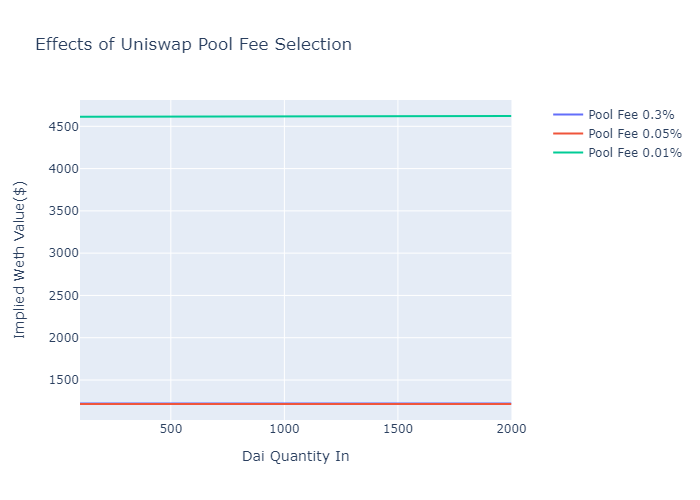 Effects of Uniswap Pool Fee Selection
Pool Fee 0.3%
Pool Fee 0.05%
Pool Fee 0.01%
4500
4000
3500
3000
2500
2000
1500
Implied Weth Value($)
500
1000
1500
2000
Dai Quantity In